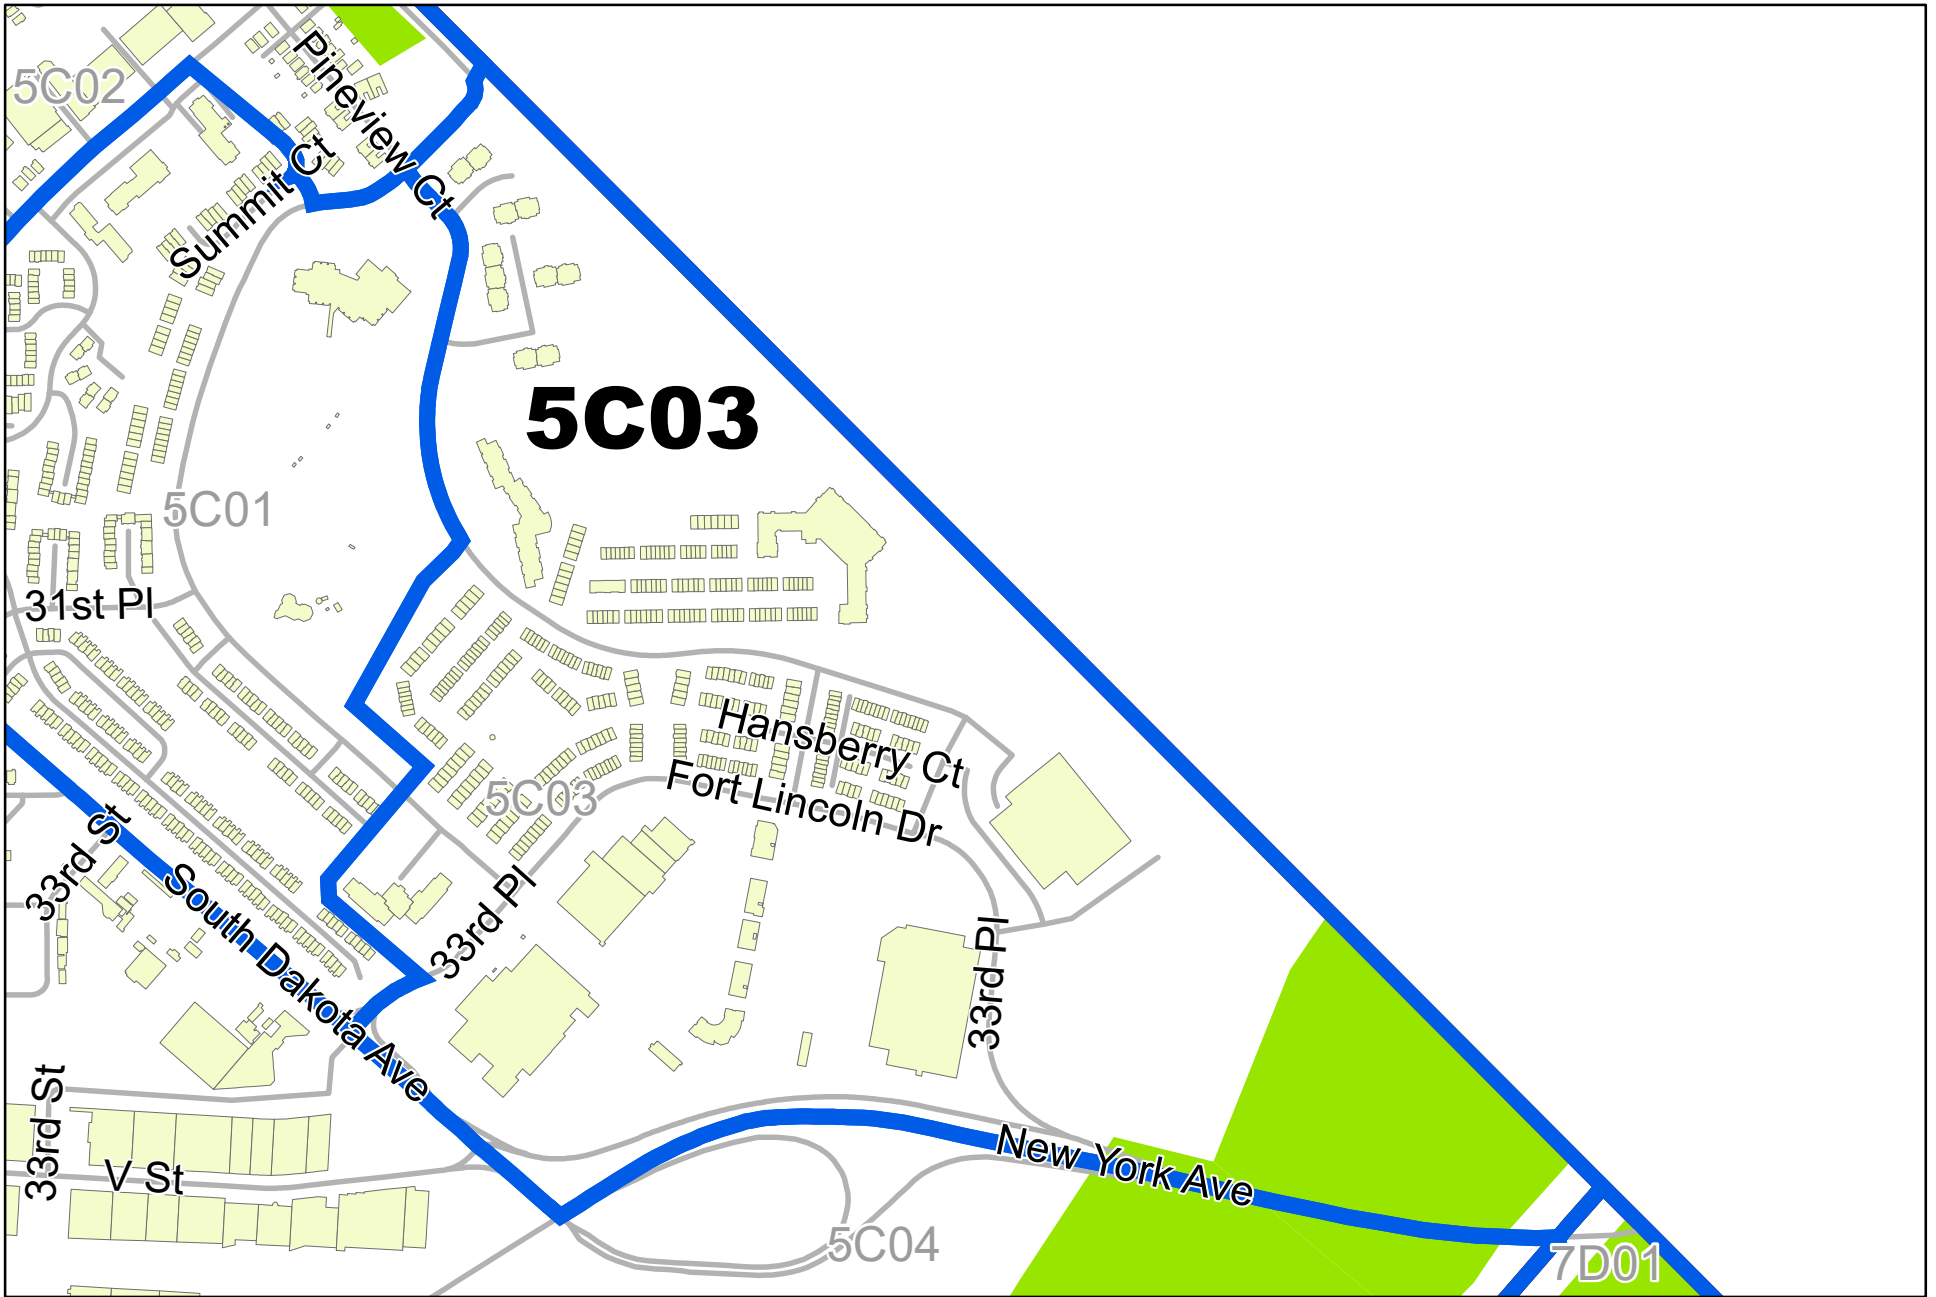 Pineview Ct
5C02
Summit Ct
5C03
5C01
31st Pl
Hansberry Ct
Fort Lincoln Dr
5C03
33rd St
South Dakota Ave
33rd Pl
33rd Pl
33rd St
New York Ave
V St
5C04
7D01